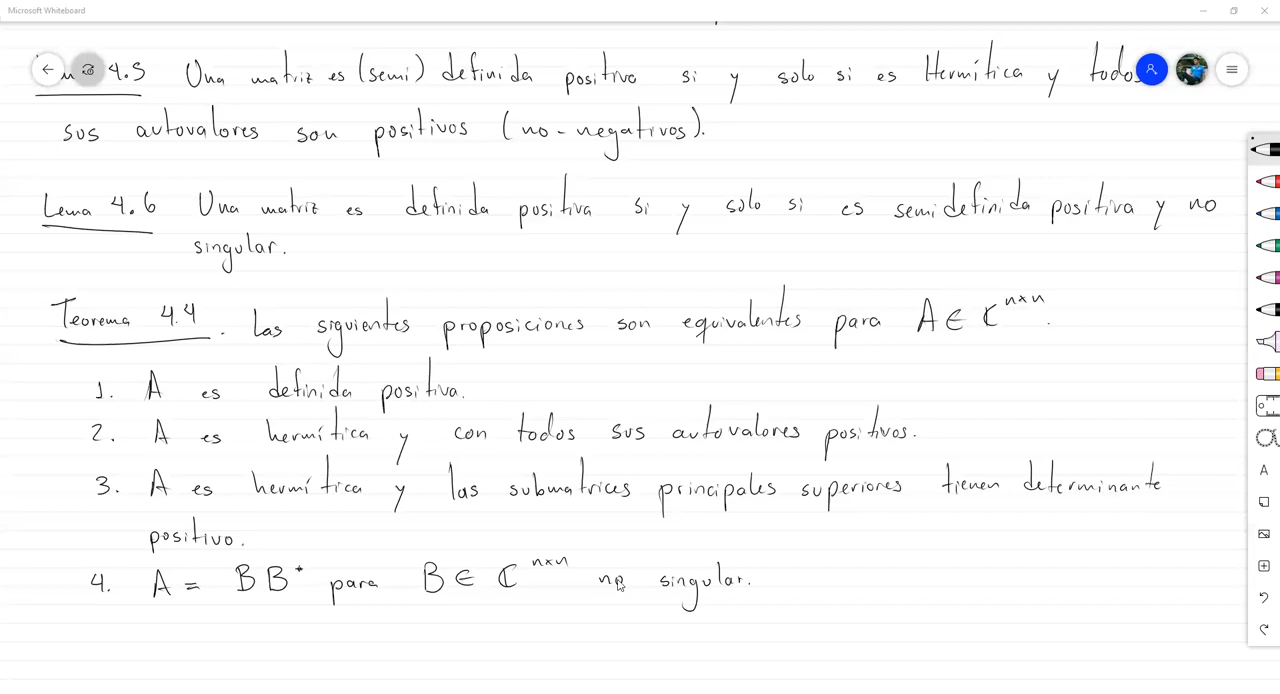 Microsoft Whiteboard
4.5 Una matriz es (semi) definida positiva si y solo si es Hermítica y todos
sus autovalores son positivos (no-negativos).
Lema 4.6 Una matriz es definida positiva si y solo si es semidefinida positiva y no
singular.
Teorema 4.4. Las siguientes proposiciones son equivalentes para A ∈ ℂⁿˣⁿ.
1. A es definida positiva.
2. A es hermítica y con todos sus autovalores positivos.
3. A es hermítica y las submatrices principales superiores tienen determinante
positivo.
4. A = BB* para B ∈ ℂⁿˣⁿ no singular.
A